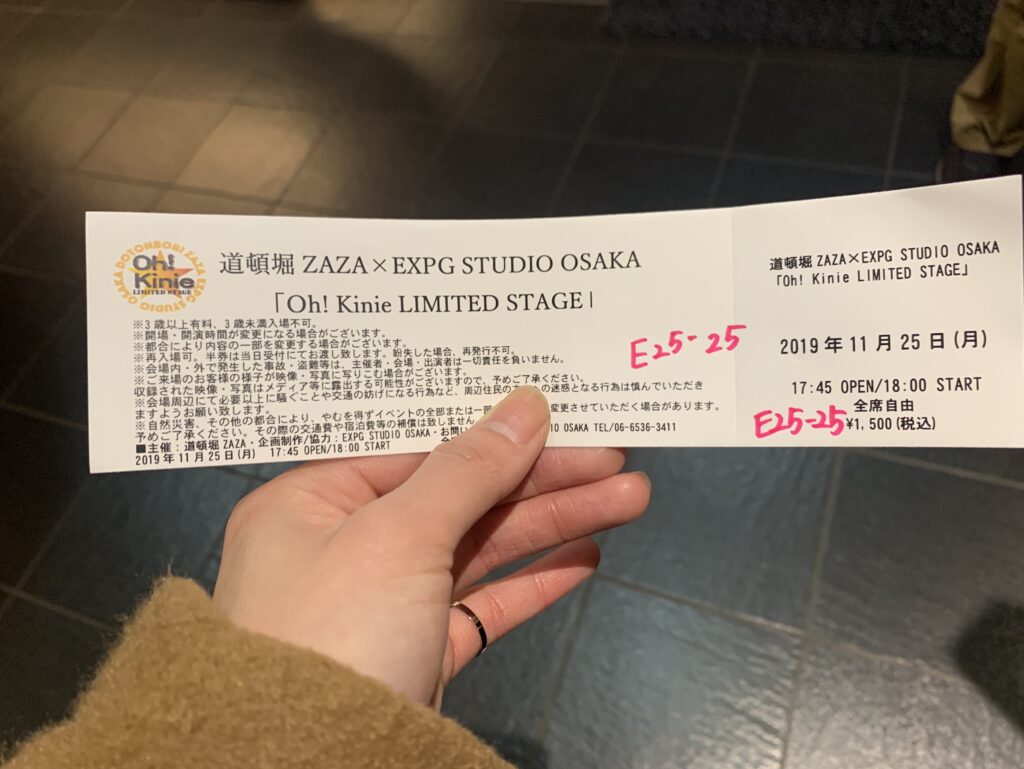 DOTONBORI ZAZA EXPG STUDIO OSAKA
Oh!
Kinie
LIMITED STAGE
道頓堀 ZAZA×EXPG STUDIO OSAKA
「Oh! Kinie LIMITED STAGE
※3歳以上有料、3歳未満入場不可。
※開場・開演時間が変更になる場合がございます。
※都合により内容の一部を変更する場合がございます。
※再入場可。半券は当日受付にてお渡し致します。紛失した場合、再発行不可。
※会場内・外で発生した事故・盗難等は、主催者・会場・出演者は一切責任を負いません。
※ご来場のお客様の様子が映像・写真に写りこむ場合がございます。
収録された映像・写真はメディア等に露出する可能性がございますので、予めご了承ください。
※会場周辺にて必要以上に騒ぐことや交通の妨げになる行為など、周辺住民の の迷惑となる行為は慎んでいただき
ますようお願い致します。
※自然災害、その他の都合により、やむを得ずイベントの全部または一 変更させていただく場合があります。
予めご了承ください。その際の交通費や宿泊費等の補償は致しません
■主催：道頓堀 ZAZA・企画制作/協力：EXPG STUDIO OSAKA・お問い OSAKA TEL/06-6536-3411
2019年11月25日(月) 17:45 OPEN/18:00 START
E25-25
道頓堀 ZAZA×EXPG STUDIO OSAKA
「Oh! Kinie LIMITED STAGE」
2019年11月25日(月)
17:45 OPEN/18:00 START
全席自由
E25-25 ¥1,500(税込)